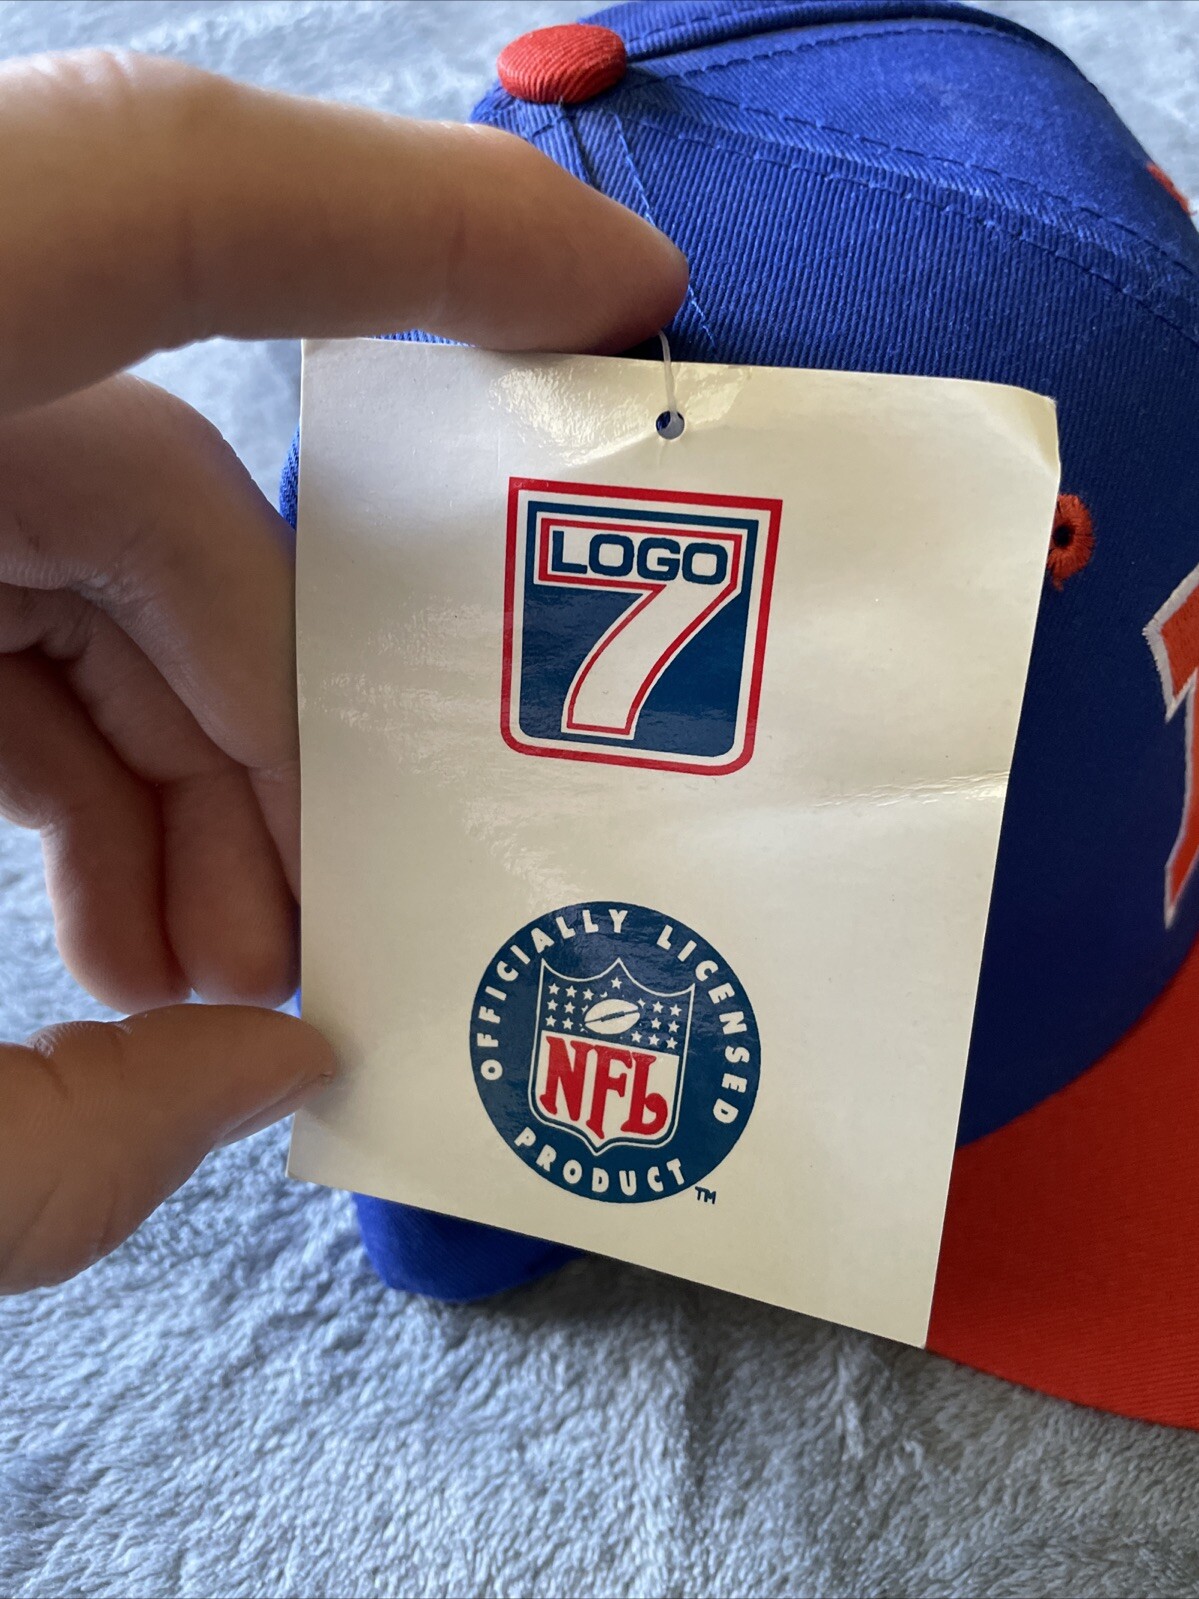 LOGO
7
OFFICIALLY LICENSED
NFL
PRODUCT
TM